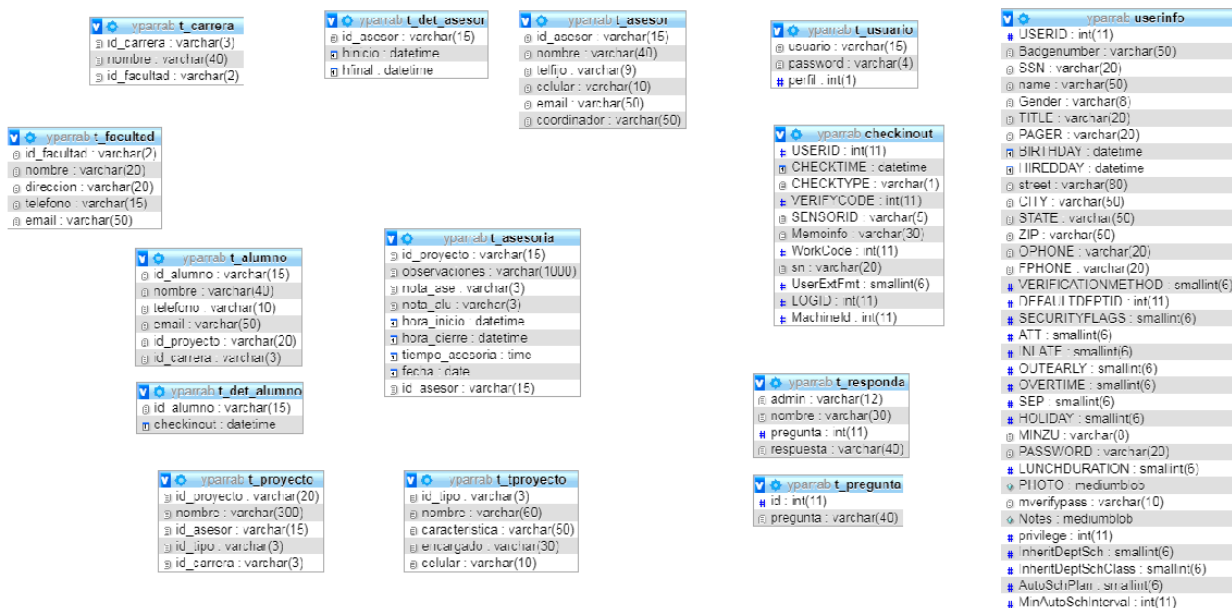 yparrab t_carrera
id_carrera : varchar(3)
nombre : varchar(40)
id_facultad : varchar(2)
yparrab t_det_asesor
id_asesor : varchar(15)
hinicio : datetime
hfinal : datetime
yparrab t_asesor
id_asesor : varchar(15)
nombre : varchar(40)
telfijo : varchar(9)
celular : varchar(10)
email : varchar(50)
coordinador : varchar(50)
yparrab t_usuario
usuario : varchar(15)
password : varchar(4)
perfil : int(1)
yparrab userinfo
USERID : int(11)
Badgenumber : varchar(50)
SSN : varchar(20)
name : varchar(50)
Gender : varchar(8)
TITLE : varchar(20)
PAGER : varchar(20)
BIRTHDAY : datetime
HIREDDAY : datetime
street : varchar(80)
CITY : varchar(50)
STATE : varchar(50)
ZIP : varchar(50)
OPHONE : varchar(20)
FPHONE : varchar(20)
VERIFICATIONMETHOD : smallint(6)
DEFAULTDEPTID : int(11)
SECURITYFLAGS : smallint(6)
ATT : smallint(6)
INLATE : smallint(6)
OUTEARLY : smallint(6)
OVERTIME : smallint(6)
SEP : smallint(6)
HOLIDAY : smallint(6)
MINZU :
PASSWORD : varchar(20)
LUNCHDURATION : smallint(6)
PHOTO : mediumblob
mverifypass : varchar(10)
Notes : mediumblob
privilege : int(11)
InheritDeptSch : smallint(6)
InheritDeptSchClass : smallint(6)
AutoSchPlan : smallint(6)
MinAutoSchInterval : int(11)
yparrab t_facultad
id_facultad : varchar(2)
nombre : varchar(20)
direccion : varchar(20)
telefono : varchar(15)
email : varchar(50)
yparrab checkinout
USERID : int(11)
CHECKTIME : datetime
CHECKTYPE : varchar(1)
VERIFYCODE : int(11)
SENSORID : varchar(5)
Memoinfo : varchar(30)
WorkCode : int(11)
sn : varchar(20)
UserExtFmt : smallint(6)
LOGID : int(11)
MachineId : int(11)
yparrab t_alumno
id_alumno : varchar(15)
nombre : varchar(40)
telefono : varchar(10)
email : varchar(50)
id_proyecto : varchar(20)
id_carrera : varchar(3)
yparrab t_asesoria
id_proyecto : varchar(15)
observaciones : varchar(1000)
nota_ase : varchar(3)
nota_alu : varchar(3)
hora_inicio : datetime
hora_cierre : datetime
tiempo_asesoria : time
fecha : date
id_asesor : varchar(15)
yparrab t_det_alumno
id_alumno : varchar(15)
checkinout : datetime
yparrab t_responda
admin : varchar(12)
nombre : varchar(30)
pregunta : int(11)
respuesta : varchar(40)
yparrab t_proyecto
id_proyecto : varchar(20)
nombre : varchar(300)
id_asesor : varchar(15)
id_tipo : varchar(3)
id_carrera : varchar(3)
yparrab t_tproyecto
id_tipo : varchar(3)
nombre : varchar(60)
caracteristica : varchar(50)
encargado : varchar(30)
celular : varchar(10)
yparrab t_pregunta
id : int(11)
pregunta : varchar(40)